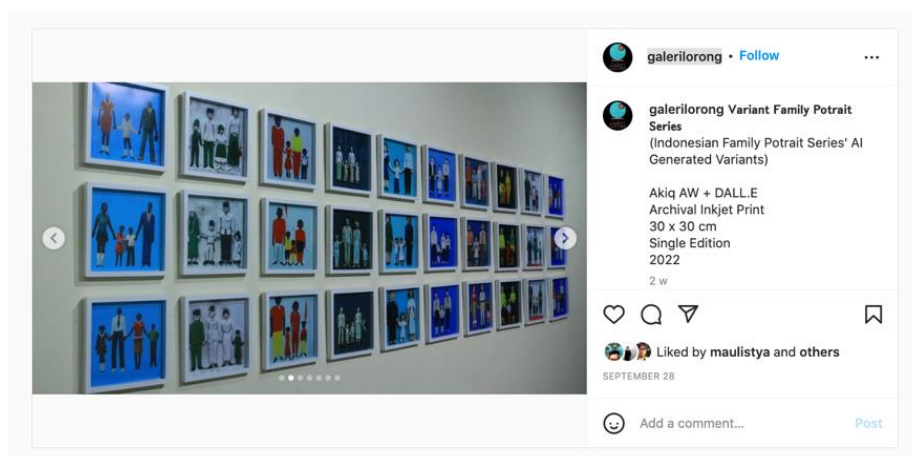 galerilorong • Follow
galerilorong Variant Family Potrait
Series
(Indonesian Family Potrait Series' AI
Generated Variants)
Akiq AW + DALL.E
Archival Inkjet Print
30 x 30 cm
Single Edition
2022
2 w
Liked by maulistya and others
SEPTEMBER 28
Add a comment...
Post